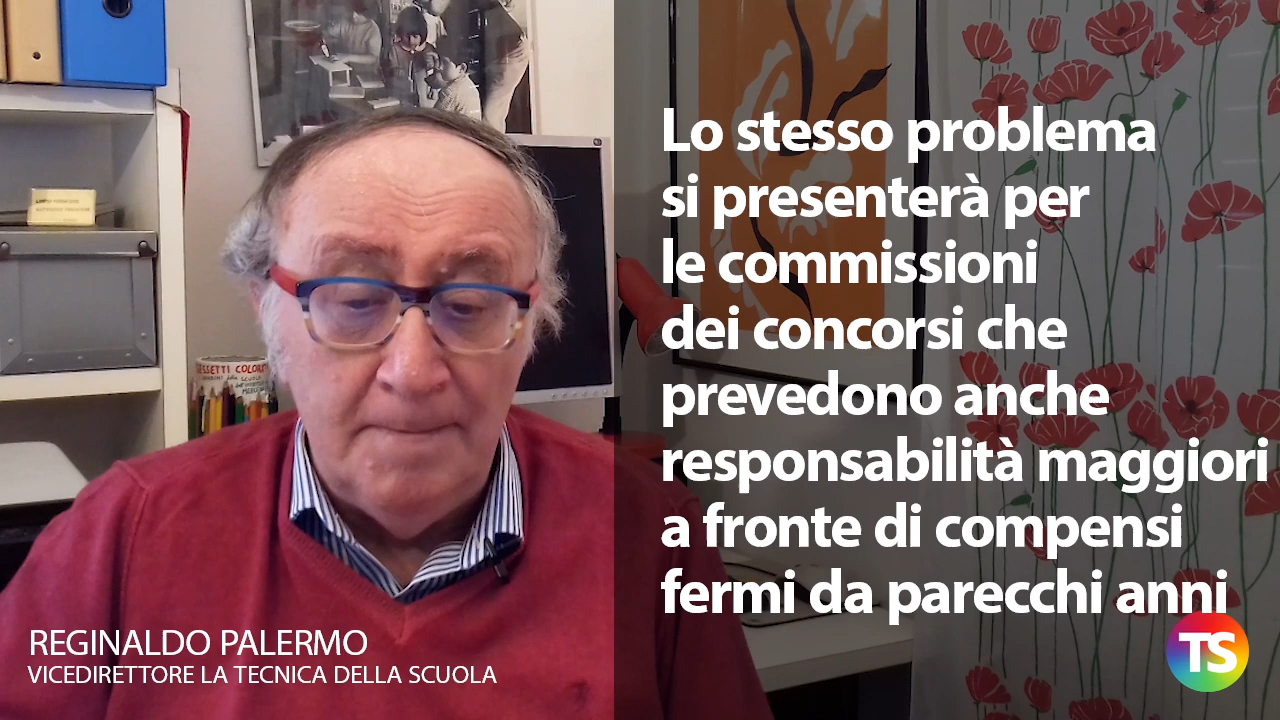 Lo stesso problema
si presenterà per
le commissioni
dei concorsi che
prevedono anche
responsabilità maggiori
a fronte di compensi
fermi da parecchi anni
REGINALDO PALERMO
VICEDIRETTORE LA TECNICA DELLA SCUOLA
TS